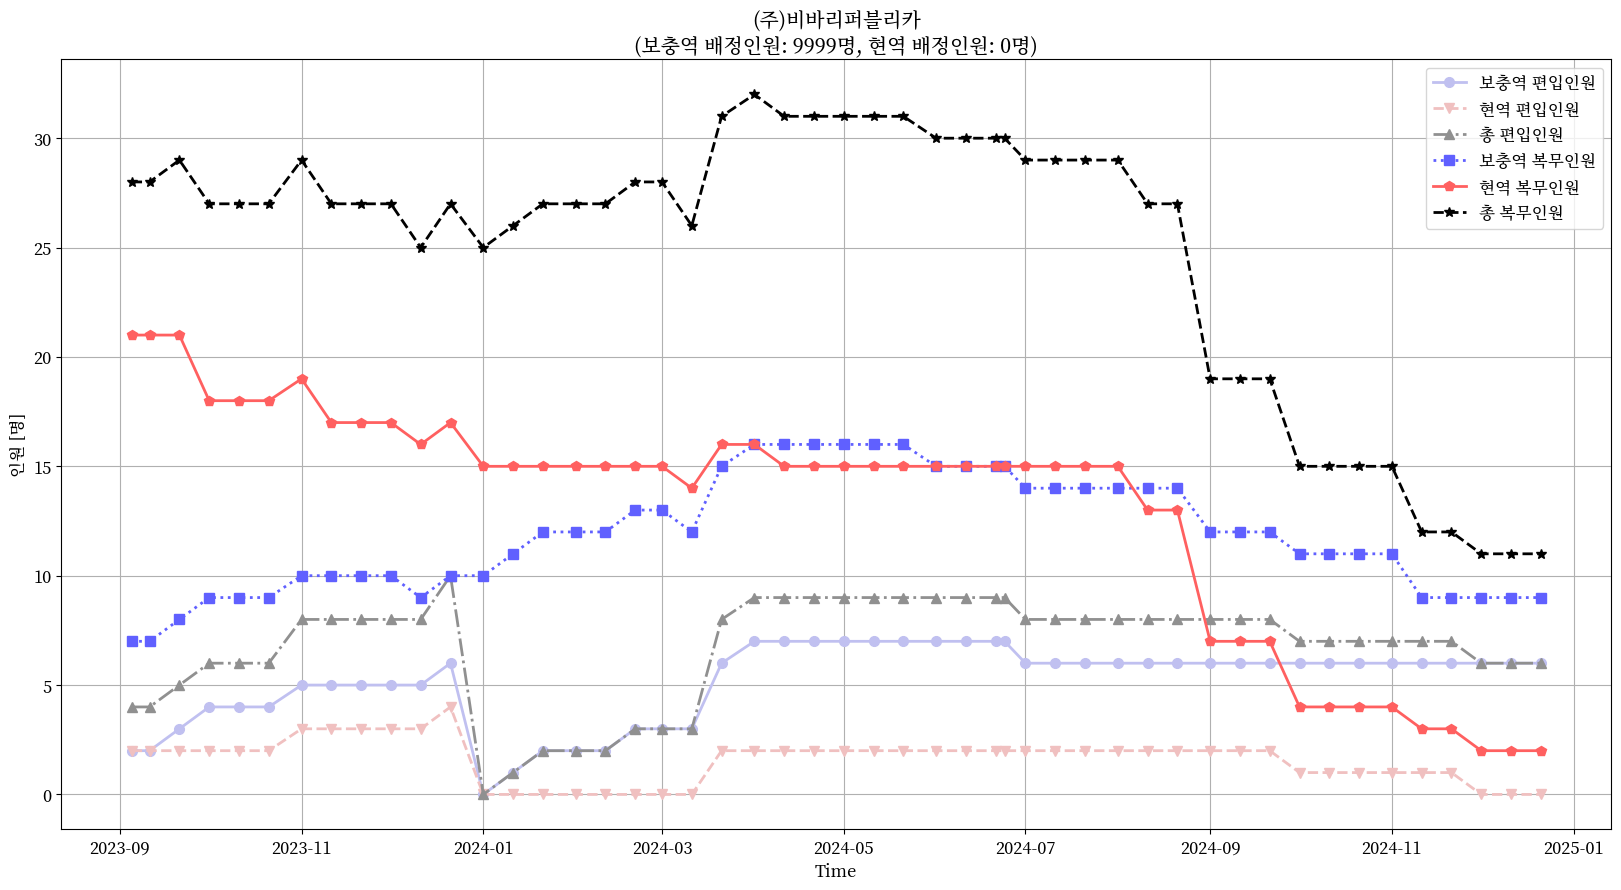 (주)비바리퍼블리카
(보충역 배정인원: 9999명, 현역 배정인원: 0명)
보충역 편입인원
현역 편입인원
총 편입인원
보충역 복무인원
현역 복무인원
총 복무인원
인원 [명]
30
25
20
15
10
5
0
2023-09
2023-11
2024-01
2024-03
2024-05
2024-07
2024-09
2024-11
2025-01
Time